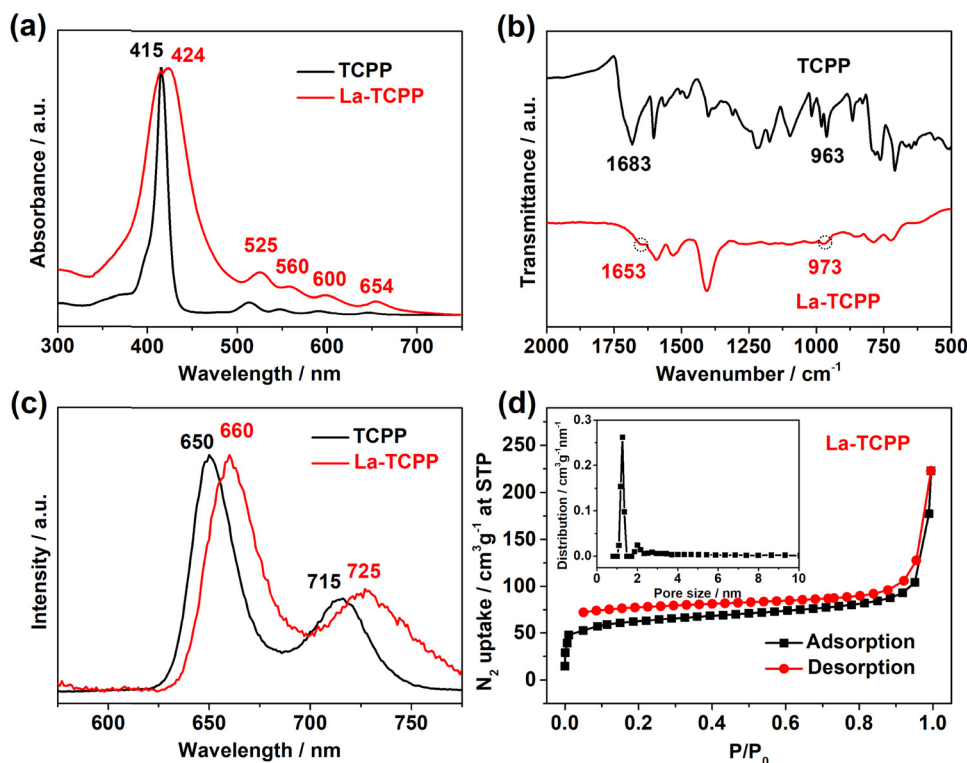 (a)
415
424
TCPP
La-TCPP
525
560
600
654
Absorbance / a.u.
300 400 500 600 700
Wavelength / nm
(b)
TCPP
1683
963
1653
973
La-TCPP
Transmittance / a.u.
2000 1750 1500 1250 1000 750 500
Wavenumber / cm⁻¹
(c)
650
660
TCPP
La-TCPP
715
725
Intensity / a.u.
600 650 700 750
Wavelength / nm
(d)
La-TCPP
N₂ uptake / cm³g⁻¹ at STP
250
225
200
175
150
125
100
75
50
25
0
Distribution / cm³g⁻¹nm⁻¹
0.3
0.2
0.1
0.0
0 2 4 6 8 10
Pore size / nm
Adsorption
Desorption
0.0 0.2 0.4 0.6 0.8 1.0
P/P₀